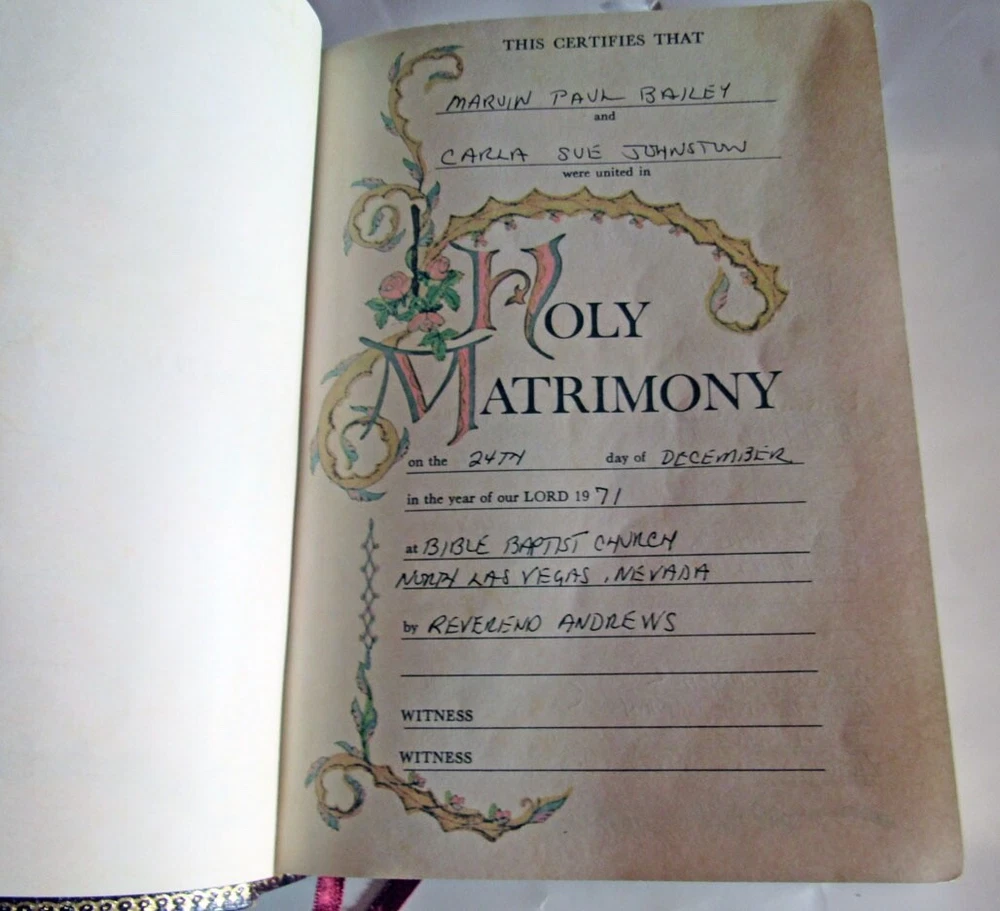 THIS CERTIFIES THAT
MARVIN PAUL BAILEY
and
CARLA SUE JOHNSTON
were united in
HOLY
MATRIMONY
on the 24TH day of DECEMBER
in the year of our LORD 1971
at BIBLE BAPTIST CHURCH
NORTH LAS VEGAS, NEVADA
by REVEREND ANDREWS
WITNESS
WITNESS